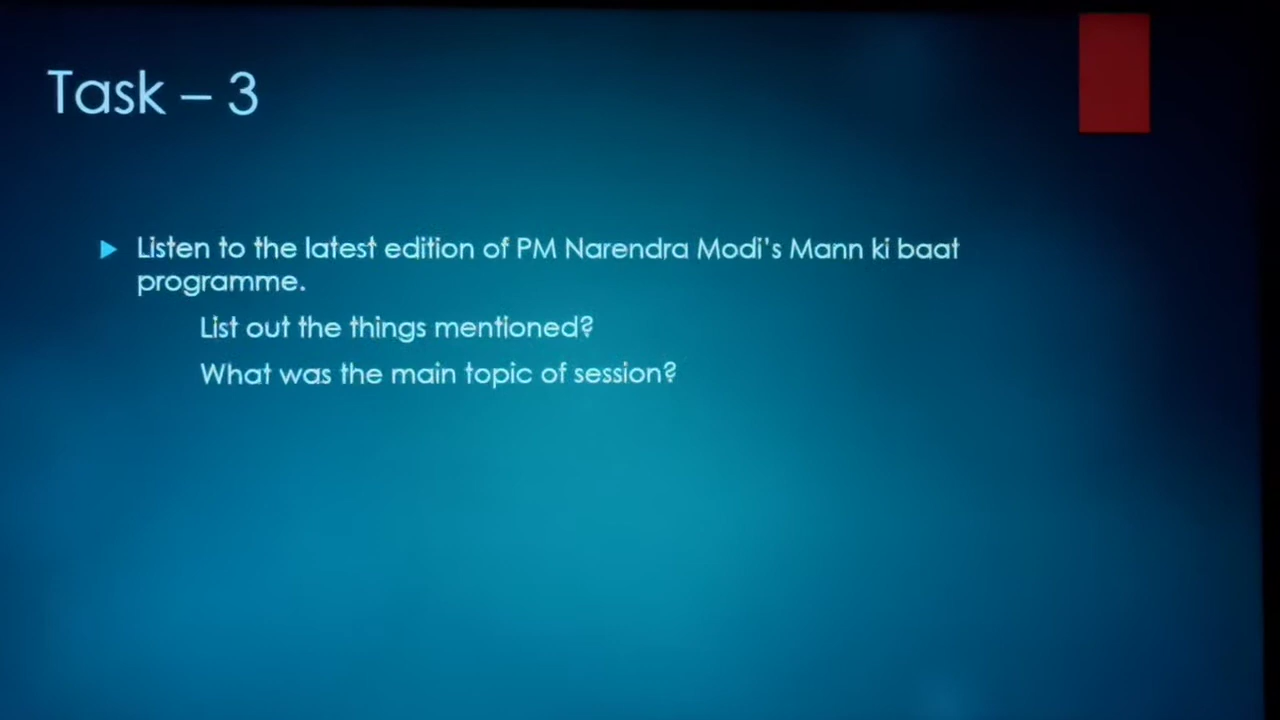 Task – 3
Listen to the latest edition of PM Narendra Modi's Mann ki baat
programme.
List out the things mentioned?
What was the main topic of session?